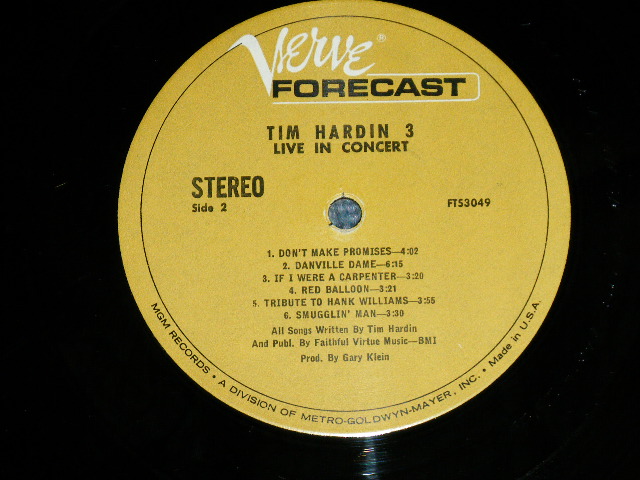 Verve®
FORECAST
TIM HARDIN 3
LIVE IN CONCERT
STEREO
Side 2
FTS3049
1. DON'T MAKE PROMISES—4:02
2. DANVILLE DAME—6:15
3. IF I WERE A CARPENTER—3:20
4. RED BALLOON—3:21
5. TRIBUTE TO HANK WILLIAMS—3:55
6. SMUGGLIN' MAN—3:30
All Songs Written By Tim Hardin
And Publ. By Faithful Virtue Music—BMI
Prod. By Gary Klein
MGM RECORDS • A DIVISION OF METRO-GOLDWYN-MAYER, INC. • Made in U.S.A.